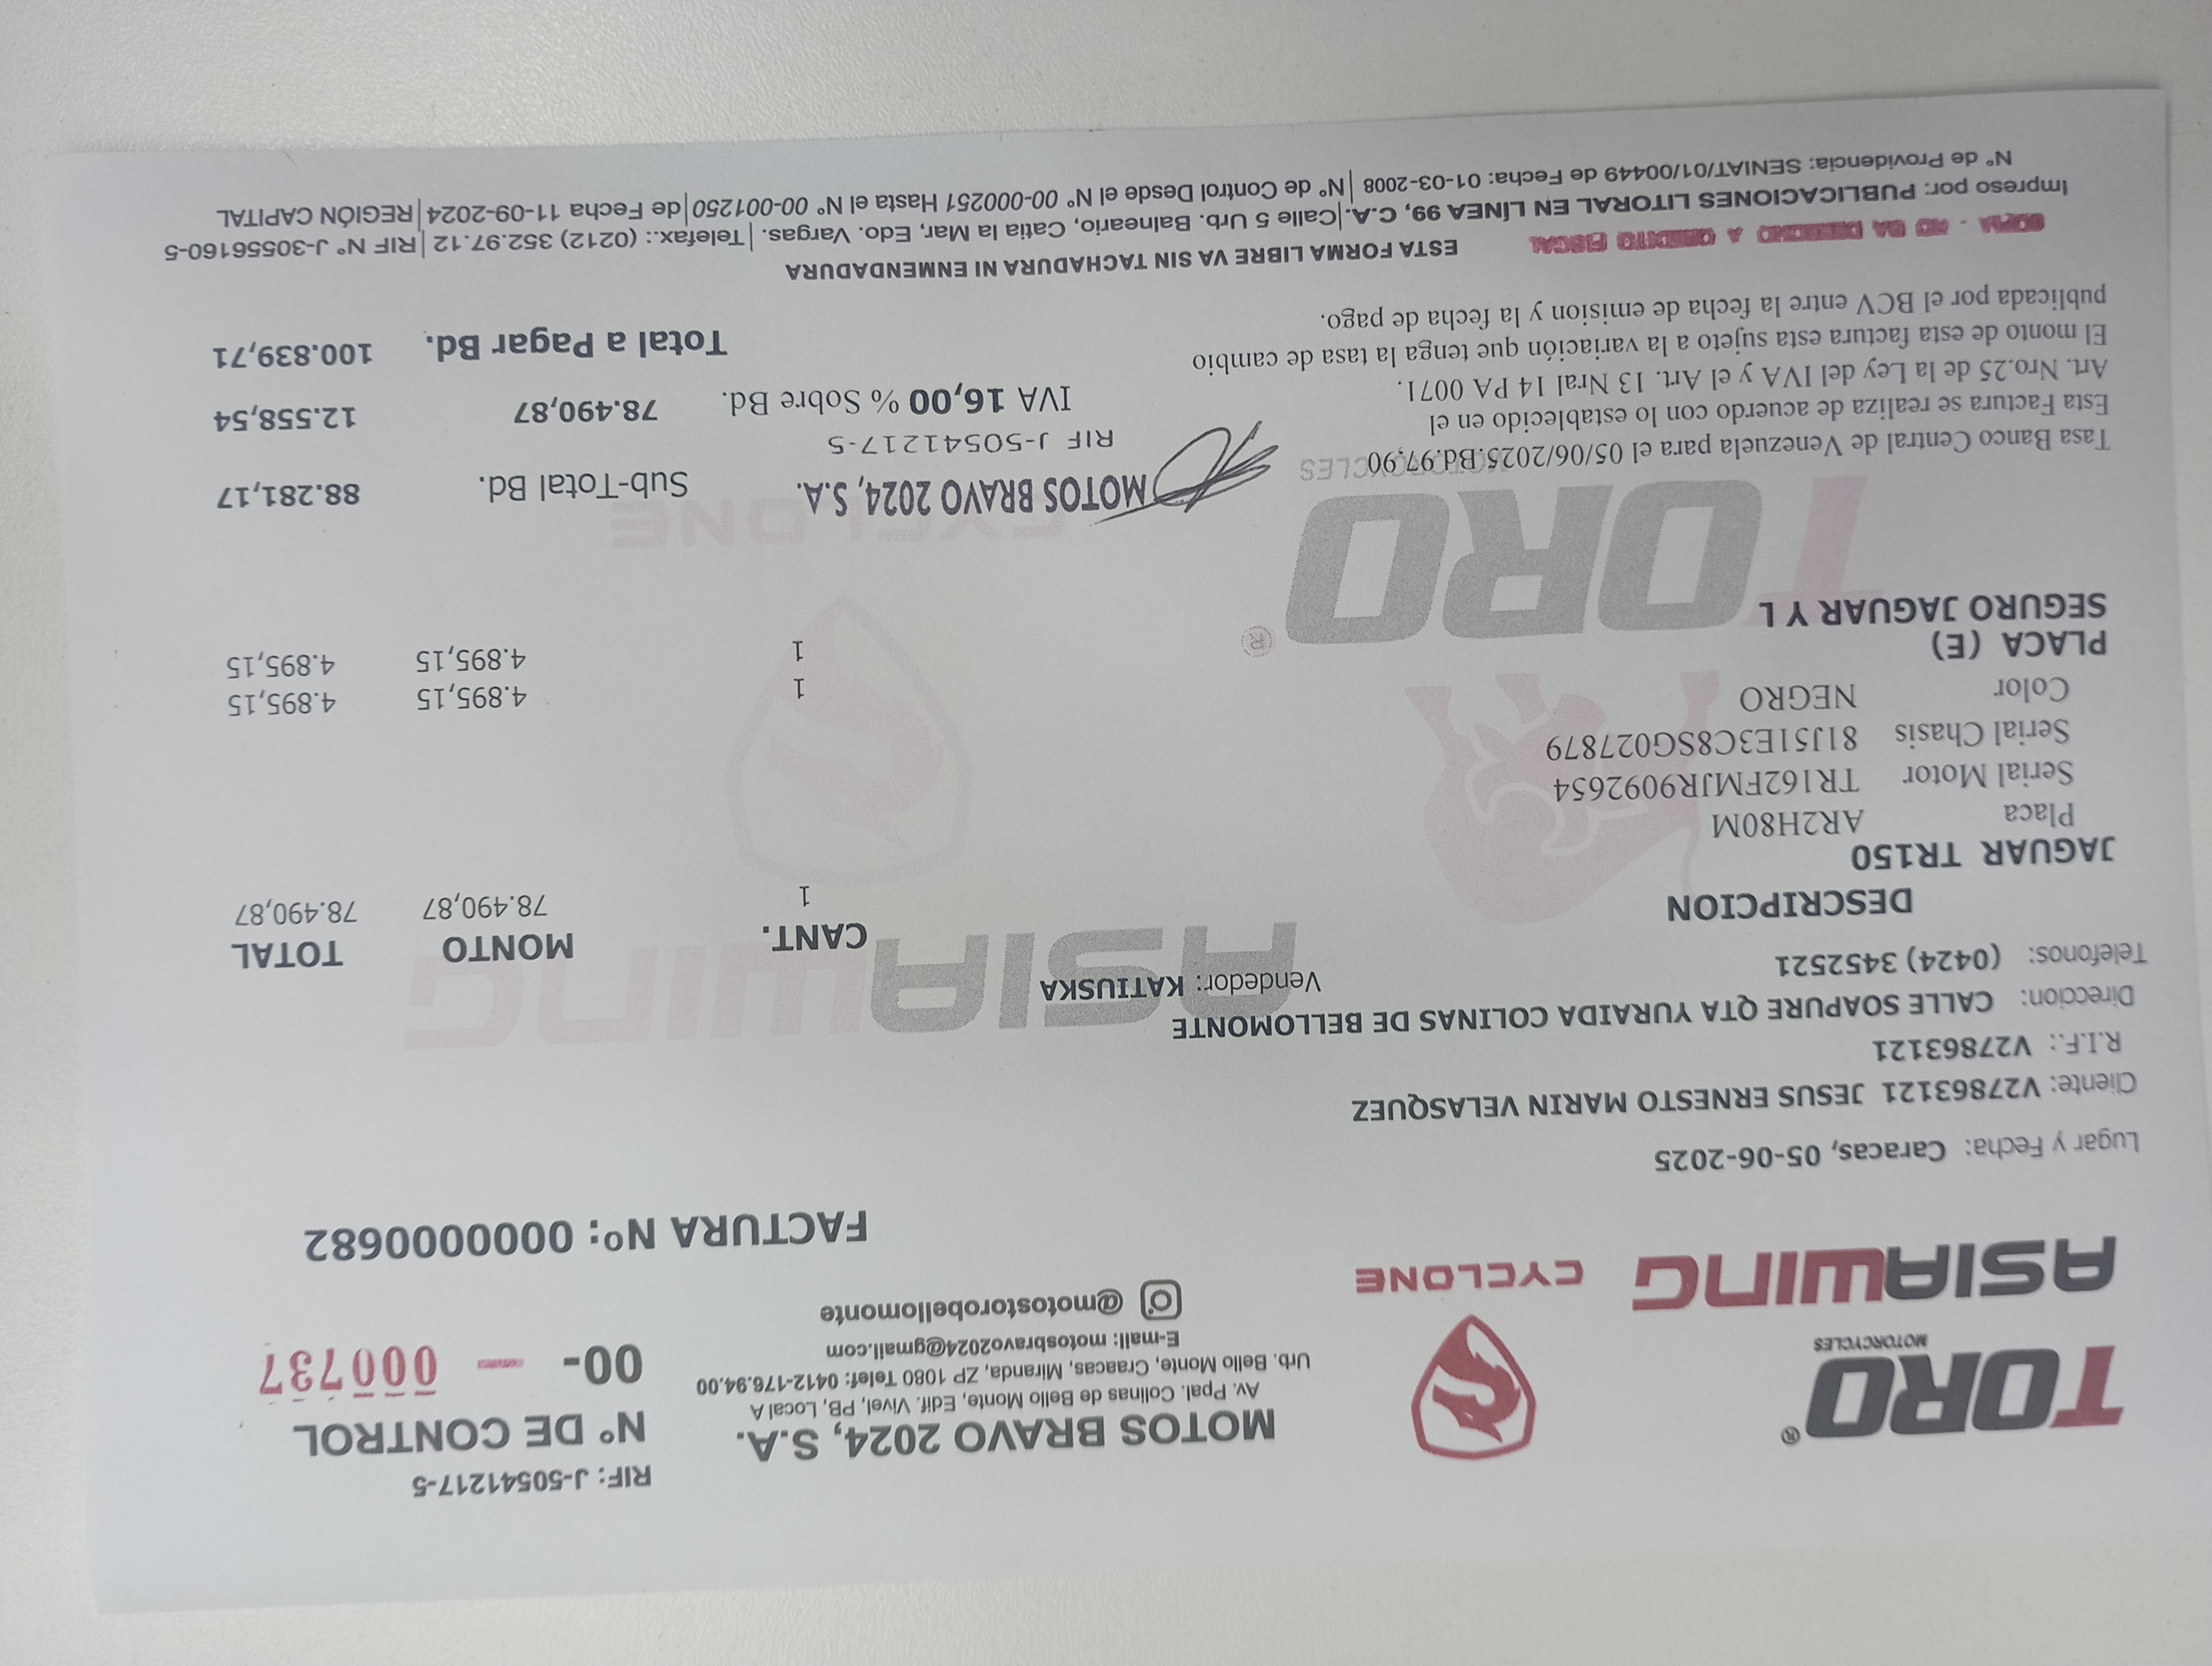 TORO®
MOTORCYCLES
ASIAWING
CYCLONE
MOTOS BRAVO 2024, S.A.
Av. Ppal. Colinas de Bello Monte, Edif. Vivel, PB, Local A
Urb. Bello Monte, Craacas, Miranda, ZP 1080 Telef: 0412-176.94.00
E-mail: motosbravo2024@gmail.com
@motostorobellomonte
RIF: J-50541217-5
N° DE CONTROL
00- — 000737
FACTURA Nº: 0000000682
Lugar y Fecha: Caracas, 05-06-2025
Cliente: V27863121 JESUS ERNESTO MARIN VELASQUEZ
R.I.F.: V27863121
Direccion: CALLE SOAPURE QTA YURAIDA COLINAS DE BELLOMONTE
Telefonos: (0424) 3452521
Vendedor: KATIUSKA
DESCRIPCION CANT. MONTO TOTAL
JAGUAR TR150 1 78.490,87 78.490,87
Placa AR2H80M
Serial Motor TR162FMJR9092654
Serial Chasis 81J51E3C8SG027879
Color NEGRO
PLACA (E) 1 4.895,15 4.895,15
SEGURO JAGUAR Y L 1 4.895,15 4.895,15
ASIAWING
TORO®
MOTORCYCLES
CYCLONE
MOTOS BRAVO 2024, S.A.
RIF J-50541217-5
Sub-Total Bd. 88.281,17
IVA 16,00 % Sobre Bd. 78.490,87 12.558,54
Total a Pagar Bd. 100.839,71
Tasa Banco Central de Venezuela para el 05/06/2025.Bd.97,90
Esta Factura se realiza de acuerdo con lo establecido en el
Art. Nro.25 de la Ley del IVA y el Art. 13 Nral 14 PA 0071.
El monto de esta factura esta sujeto a la variación que tenga la tasa de cambio
publicada por el BCV entre la fecha de emision y la fecha de pago.
COPIA - NO DA DERECHO A CREDITO FISCAL
ESTA FORMA LIBRE VA SIN TACHADURA NI ENMENDADURA
Impreso por: PUBLICACIONES LITORAL EN LÍNEA 99, C.A.|Calle 5 Urb. Balneario, Catia la Mar, Edo. Vargas. |Telefax.: (0212) 352.97.12 |RIF N° J-30556160-5
N° de Providencia: SENIAT/01/00449 de Fecha: 01-03-2008 |N° de Control Desde el N° 00-000251 Hasta el N° 00-001250|de Fecha 11-09-2024|REGIÓN CAPITAL